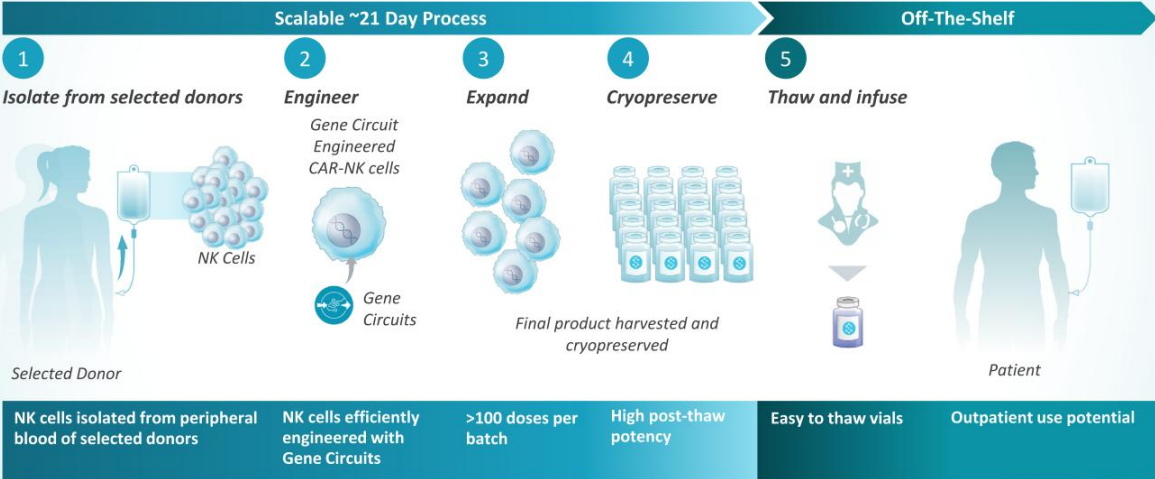 Scalable ~21 Day Process
Off-The-Shelf
1
Isolate from selected donors
2
Engineer
3
Expand
4
Cryopreserve
5
Thaw and infuse
Gene Circuit
Engineered
CAR-NK cells
NK Cells
Gene
Circuits
Final product harvested and
cryopreserved
Selected Donor
Patient
NK cells isolated from peripheral
blood of selected donors
NK cells efficiently
engineered with
Gene Circuits
>100 doses per
batch
High post-thaw
potency
Easy to thaw vials
Outpatient use potential